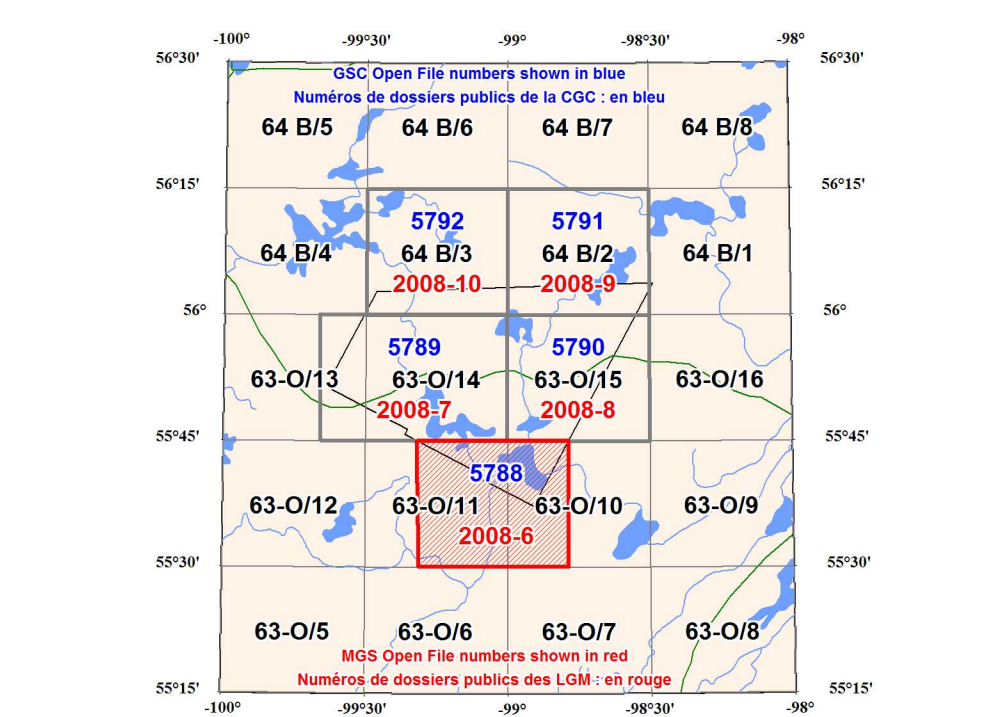 -100° -99°30' -99° -98°30' -98°
56°30' 56°30'
GSC Open File numbers shown in blue
Numéros de dossiers publics de la CGC : en bleu
64 B/5 64 B/6 64 B/7 64 B/8
56°15' 56°15'
5792 5791
64 B/4 64 B/3 64 B/2 64 B/1
2008-10 2008-9
56° 56°
5789 5790
63-O/13 63-O/14 63-O/15 63-O/16
2008-7 2008-8
55°45' 55°45'
5788
63-O/12 63-O/11 63-O/10 63-O/9
2008-6
55°30' 55°30'
63-O/5 63-O/6 63-O/7 63-O/8
MGS Open File numbers shown in red
Numéros de dossiers publics des LGM : en rouge
55°15' 55°15'
-100° -99°30' -99° -98°30' -98°